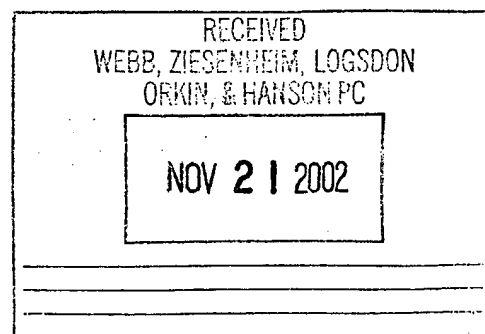 RECEIVED
WEBB, ZIESENHEIM, LOGSDON
ORKIN, & HANSON PC
NOV 21 2002